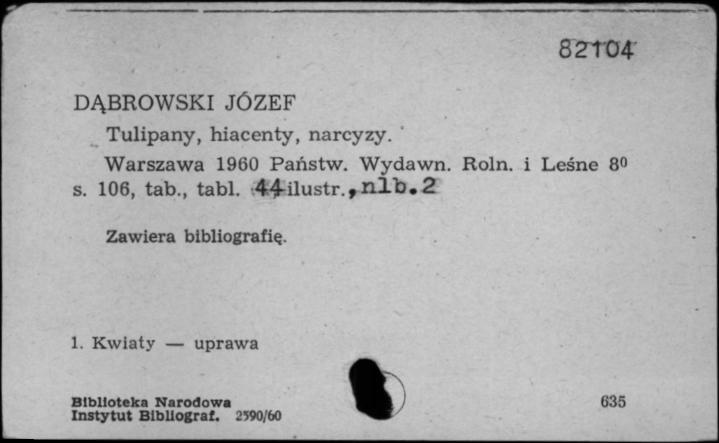 82104
DĄBROWSKI JÓZEF
Tulipany, hiacenty, narcyzy.
Warszawa 1960 Państw. Wydawn. Roln. i Leśne 8⁰
s. 106, tab., tabl. 44 ilustr., nlb. 2
Zawiera bibliografię.
1. Kwiaty — uprawa
Biblioteka Narodowa
Instytut Bibliograf. 2590/60
635